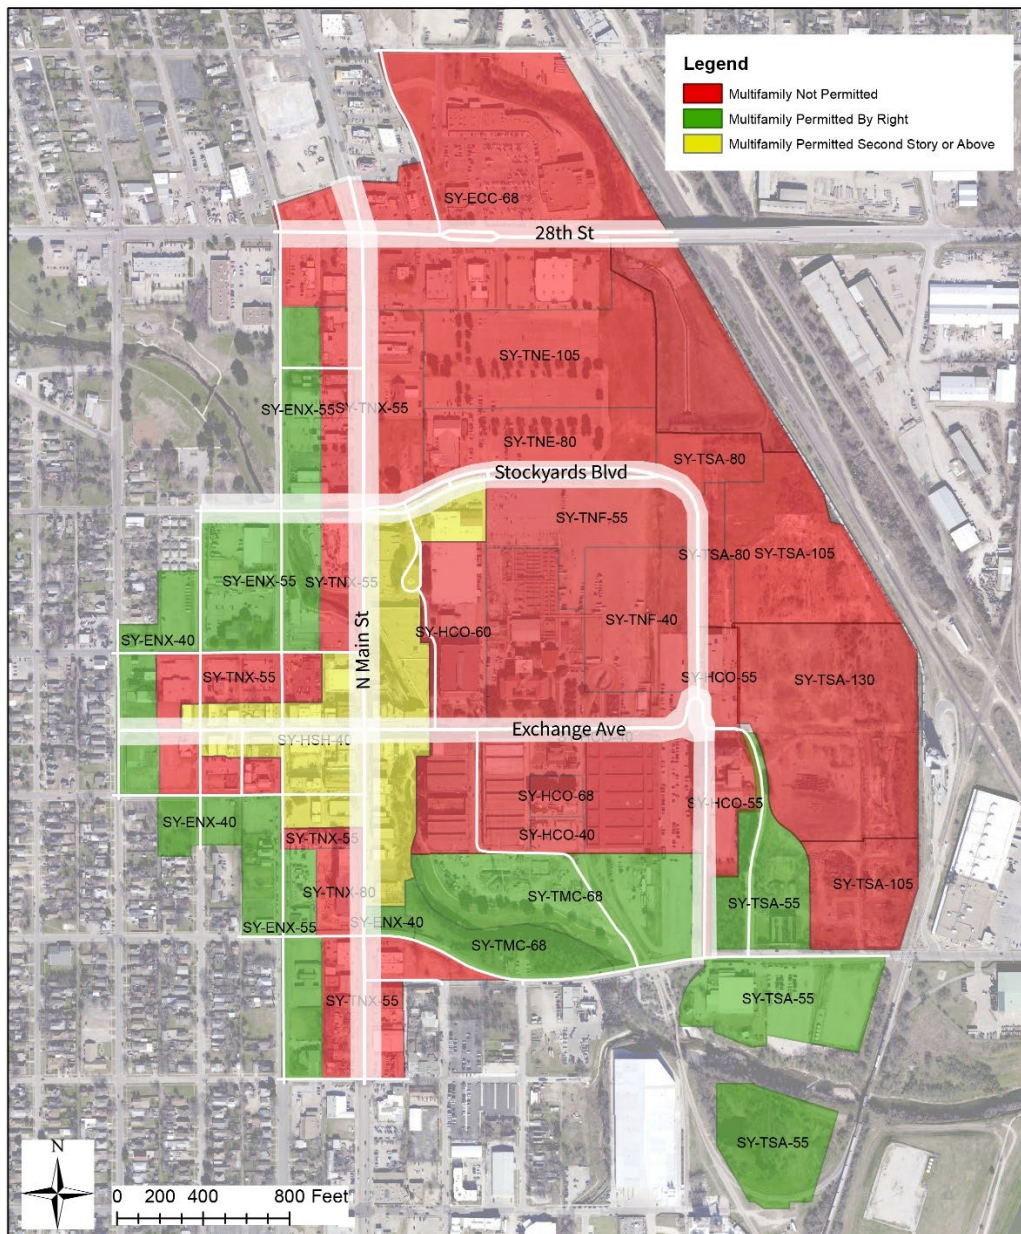 Legend
Multifamily Not Permitted
Multifamily Permitted By Right
Multifamily Permitted Second Story or Above
SY-ECC-68
28th St
SY-TNE-105
SY-ENX-55
SY-TNX-55
SY-TNE-80
SY-TSA-80
Stockyards Blvd
SY-TNF-55
SY-TSA-80
SY-TSA-105
SY-ENX-55
SY-TNX-55
SY-TNF-40
SY-HCO-60
SY-ENX-40
N Main St
SY-TNX-55
SY-HCO-55
SY-TSA-130
Exchange Ave
SY-HSH-40
SY-HCO-68
SY-HCO-55
SY-ENX-40
SY-HCO-40
SY-TNX-55
SY-TNX-80
SY-TMC-68
SY-TSA-55
SY-TSA-105
SY-ENX-55
SY-ENX-40
SY-TMC-68
SY-TNX-55
SY-TSA-55
SY-TSA-55
N
0 200 400 800 Feet